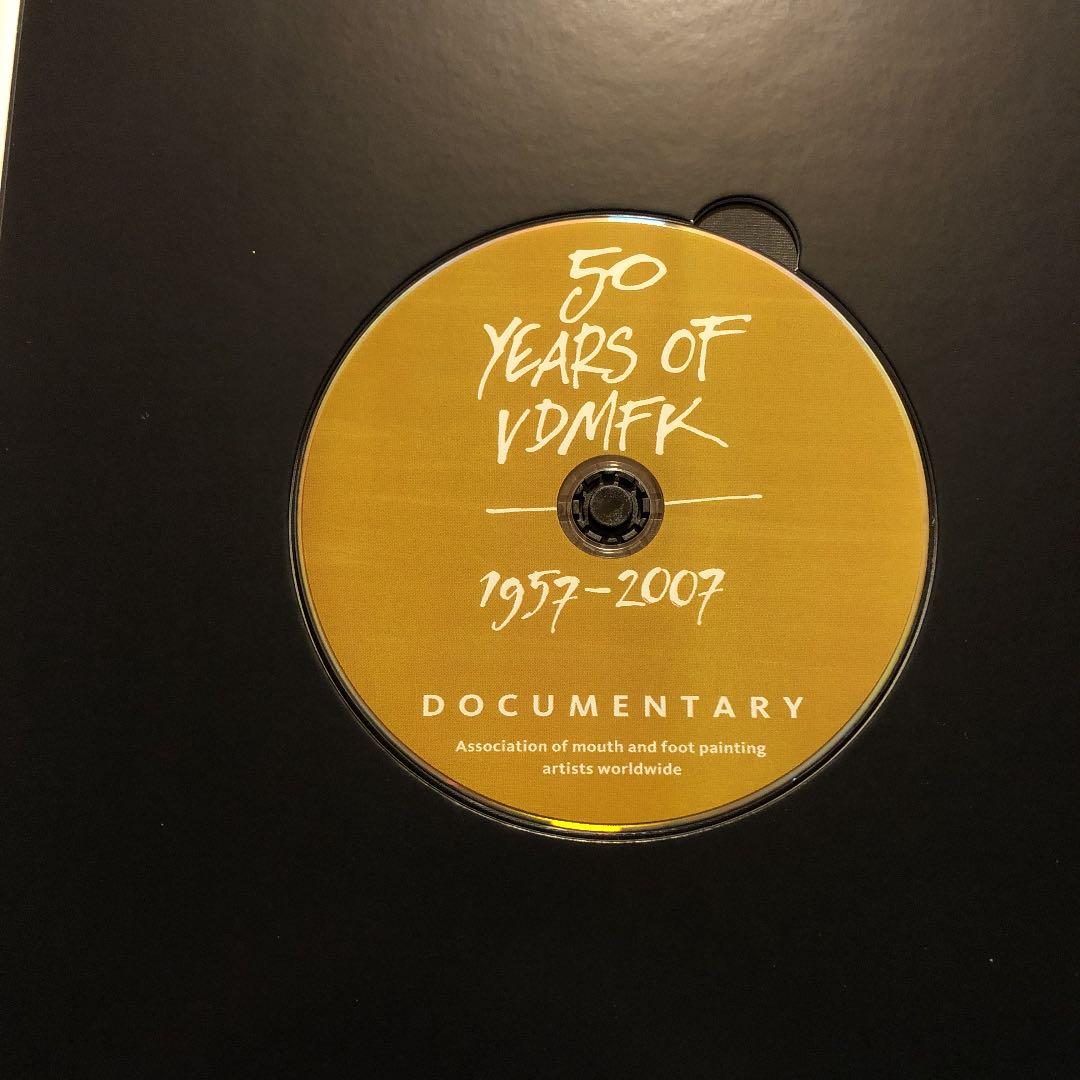 50
YEARS OF
VDMFK
1957-2007
DOCUMENTARY
Association of mouth and foot painting
artists worldwide